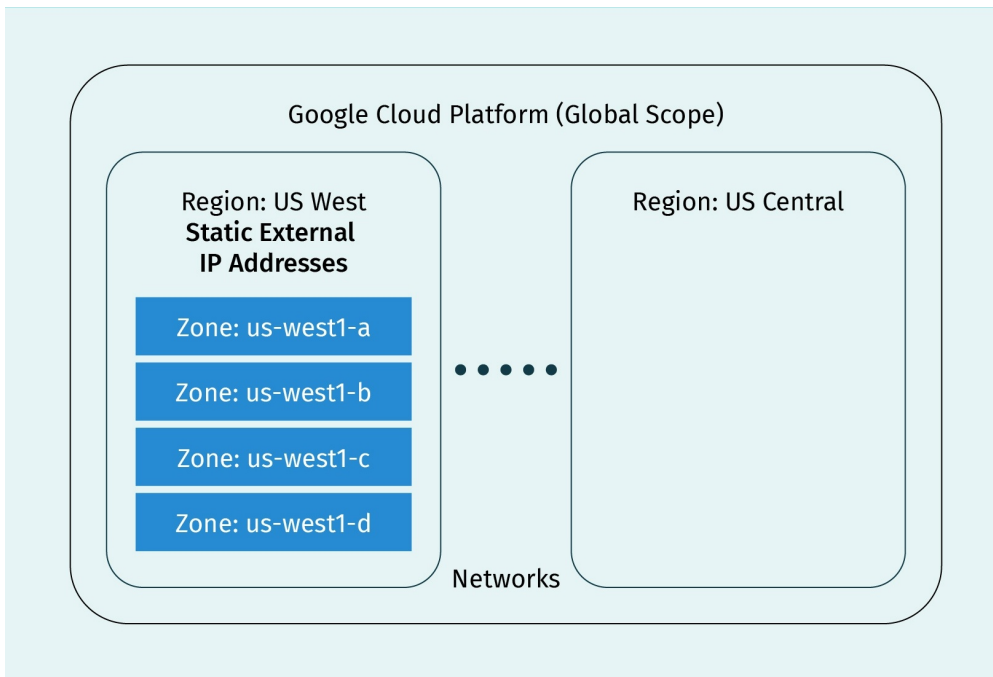 Google Cloud Platform (Global Scope)
Region: US West
Static External
IP Addresses
Zone: us-west1-a
Zone: us-west1-b
Zone: us-west1-c
Zone: us-west1-d
Region: US Central
Networks